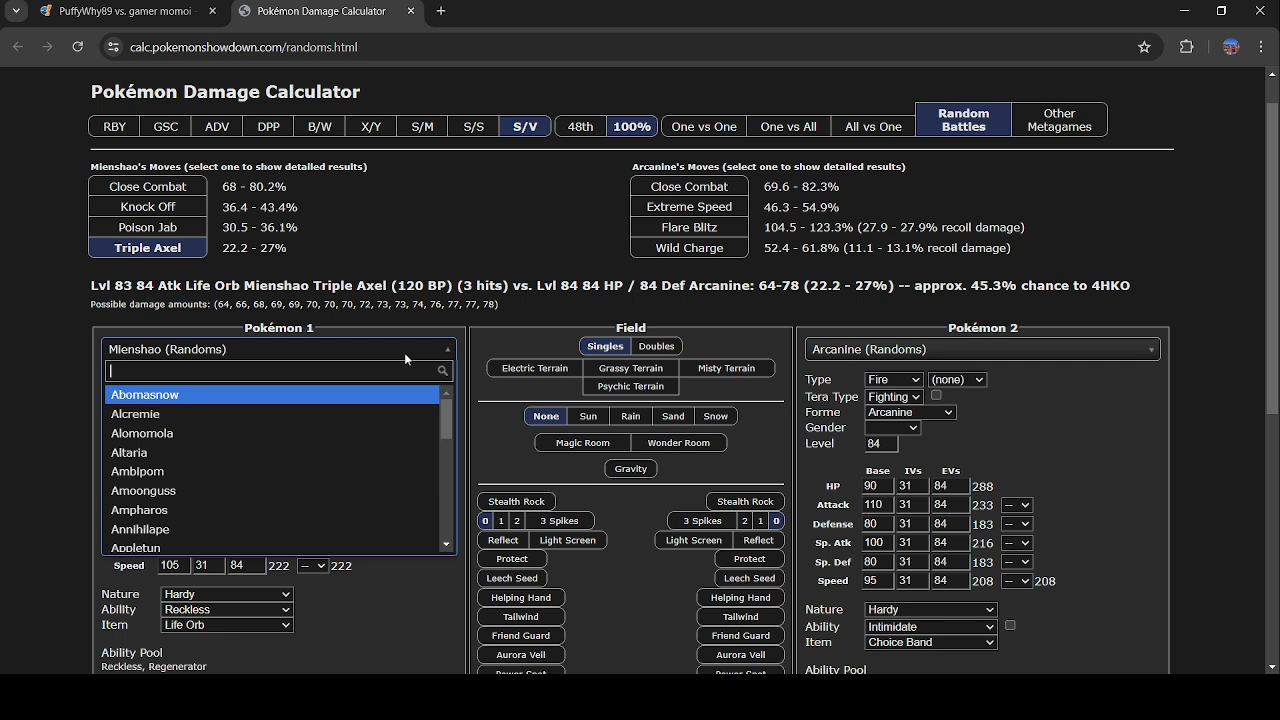 PuffyWhy89 vs. gamer momoi
Pokémon Damage Calculator
calc.pokemonshowdown.com/randoms.html
Pokémon Damage Calculator
RBY GSC ADV DPP B/W X/Y S/M S/S S/V 48th 100% One vs One One vs All All vs One Random Battles Other Metagames
Mienshao's Moves (select one to show detailed results)
Close Combat 68 - 80.2%
Knock Off 36.4 - 43.4%
Poison Jab 30.5 - 36.1%
Triple Axel 22.2 - 27%
Arcanine's Moves (select one to show detailed results)
Close Combat 69.6 - 82.3%
Extreme Speed 46.3 - 54.9%
Flare Blitz 104.5 - 123.3% (27.9 - 27.9% recoil damage)
Wild Charge 52.4 - 61.8% (11.1 - 13.1% recoil damage)
Lvl 83 84 Atk Life Orb Mienshao Triple Axel (120 BP) (3 hits) vs. Lvl 84 84 HP / 84 Def Arcanine: 64-78 (22.2 - 27%) -- approx. 45.3% chance to 4HKO
Possible damage amounts: (64, 66, 68, 69, 69, 70, 70, 70, 72, 73, 73, 74, 76, 77, 77, 78)
Pokémon 1
Mienshao (Randoms)
Abomasnow
Alcremie
Alomomola
Altaria
Ambipom
Amoonguss
Ampharos
Annihilape
Appletun
Speed 105 31 84 222 -- 222
Nature Hardy
Ability Reckless
Item Life Orb
Ability Pool
Reckless, Regenerator
Field
Singles Doubles
Electric Terrain Grassy Terrain Misty Terrain
Psychic Terrain
None Sun Rain Sand Snow
Magic Room Wonder Room
Gravity
Stealth Rock Stealth Rock
0 1 2 3 Spikes 3 Spikes 2 1 0
Reflect Light Screen Light Screen Reflect
Protect Protect
Leech Seed Leech Seed
Helping Hand Helping Hand
Tailwind Tailwind
Friend Guard Friend Guard
Aurora Veil Aurora Veil
Power Spot Power Spot
Pokémon 2
Arcanine (Randoms)
Type Fire (none)
Tera Type Fighting
Forme Arcanine
Gender
Level 84
Base IVs EVs
HP 90 31 84 288
Attack 110 31 84 233 --
Defense 80 31 84 183 --
Sp. Atk 100 31 84 216 --
Sp. Def 80 31 84 183 --
Speed 95 31 84 208 -- 208
Nature Hardy
Ability Intimidate
Item Choice Band
Ability Pool